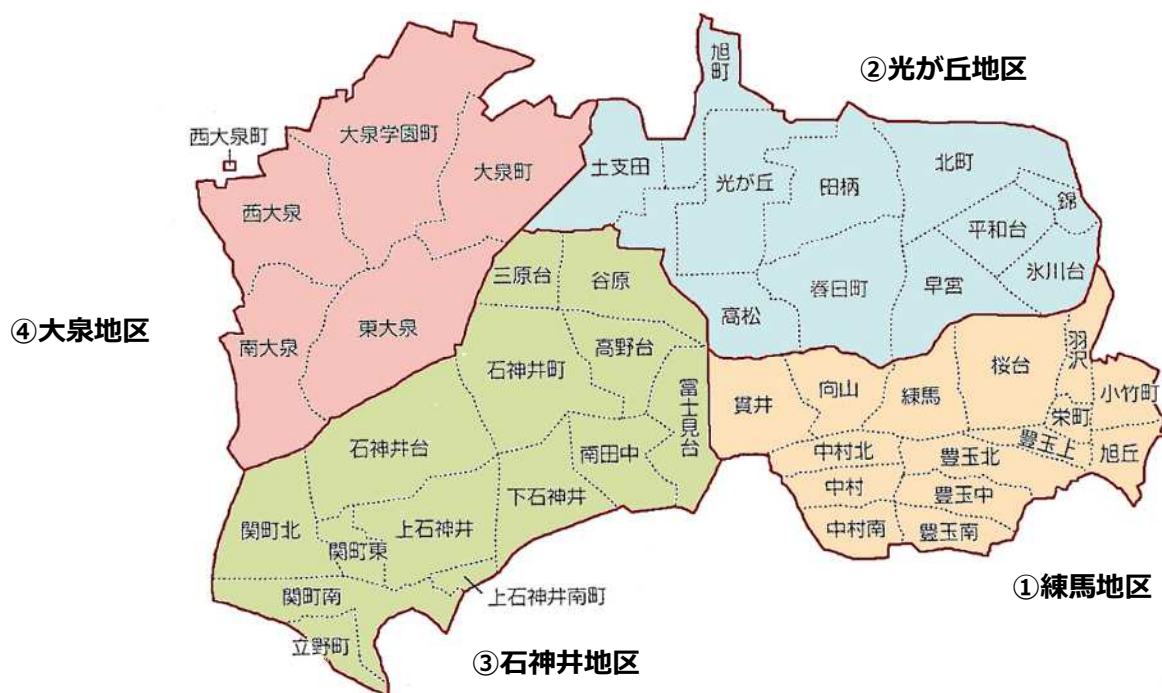 ②光が丘地区
旭町
西大泉町
大泉学園町
大泉町
土支田
光が丘
田柄
北町
錦
西大泉
平和台
氷川台
三原台
谷原
高松
春日町
早宮
④大泉地区
南大泉
東大泉
高野台
石神井町
富士見台
貫井
向山
練馬
桜台
羽沢
小竹町
栄町
石神井台
南田中
中村北
豊玉北
豊玉上
旭丘
下石神井
中村
豊玉中
関町北
関町東
上石神井
中村南
豊玉南
①練馬地区
関町南
上石神井南町
立野町
③石神井地区